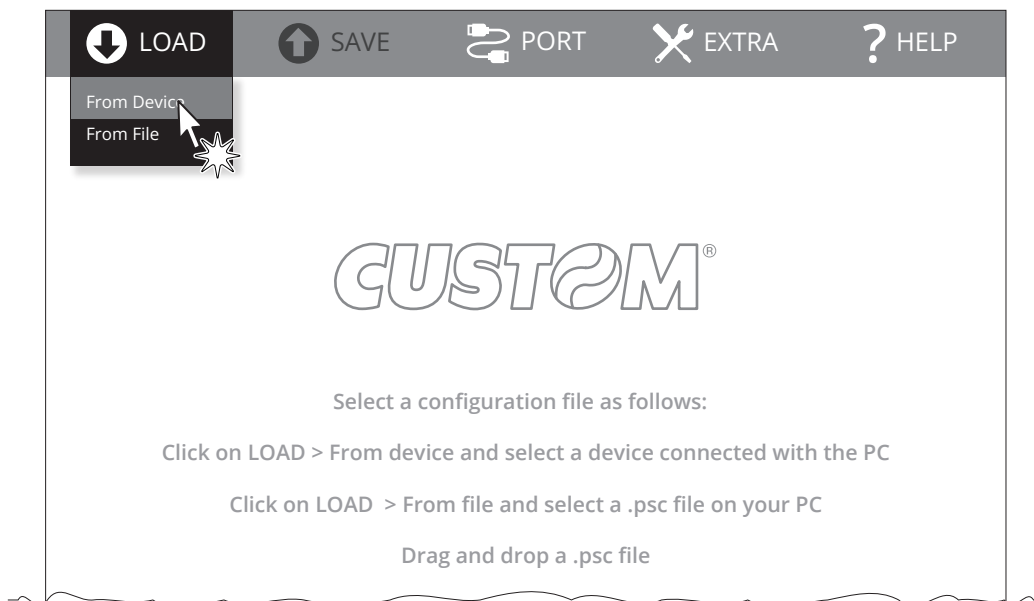 LOAD SAVE PORT EXTRA ? HELP
From Device
From File
CUSTOM®
Select a configuration file as follows:
Click on LOAD > From device and select a device connected with the PC
Click on LOAD > From file and select a .psc file on your PC
Drag and drop a .psc file